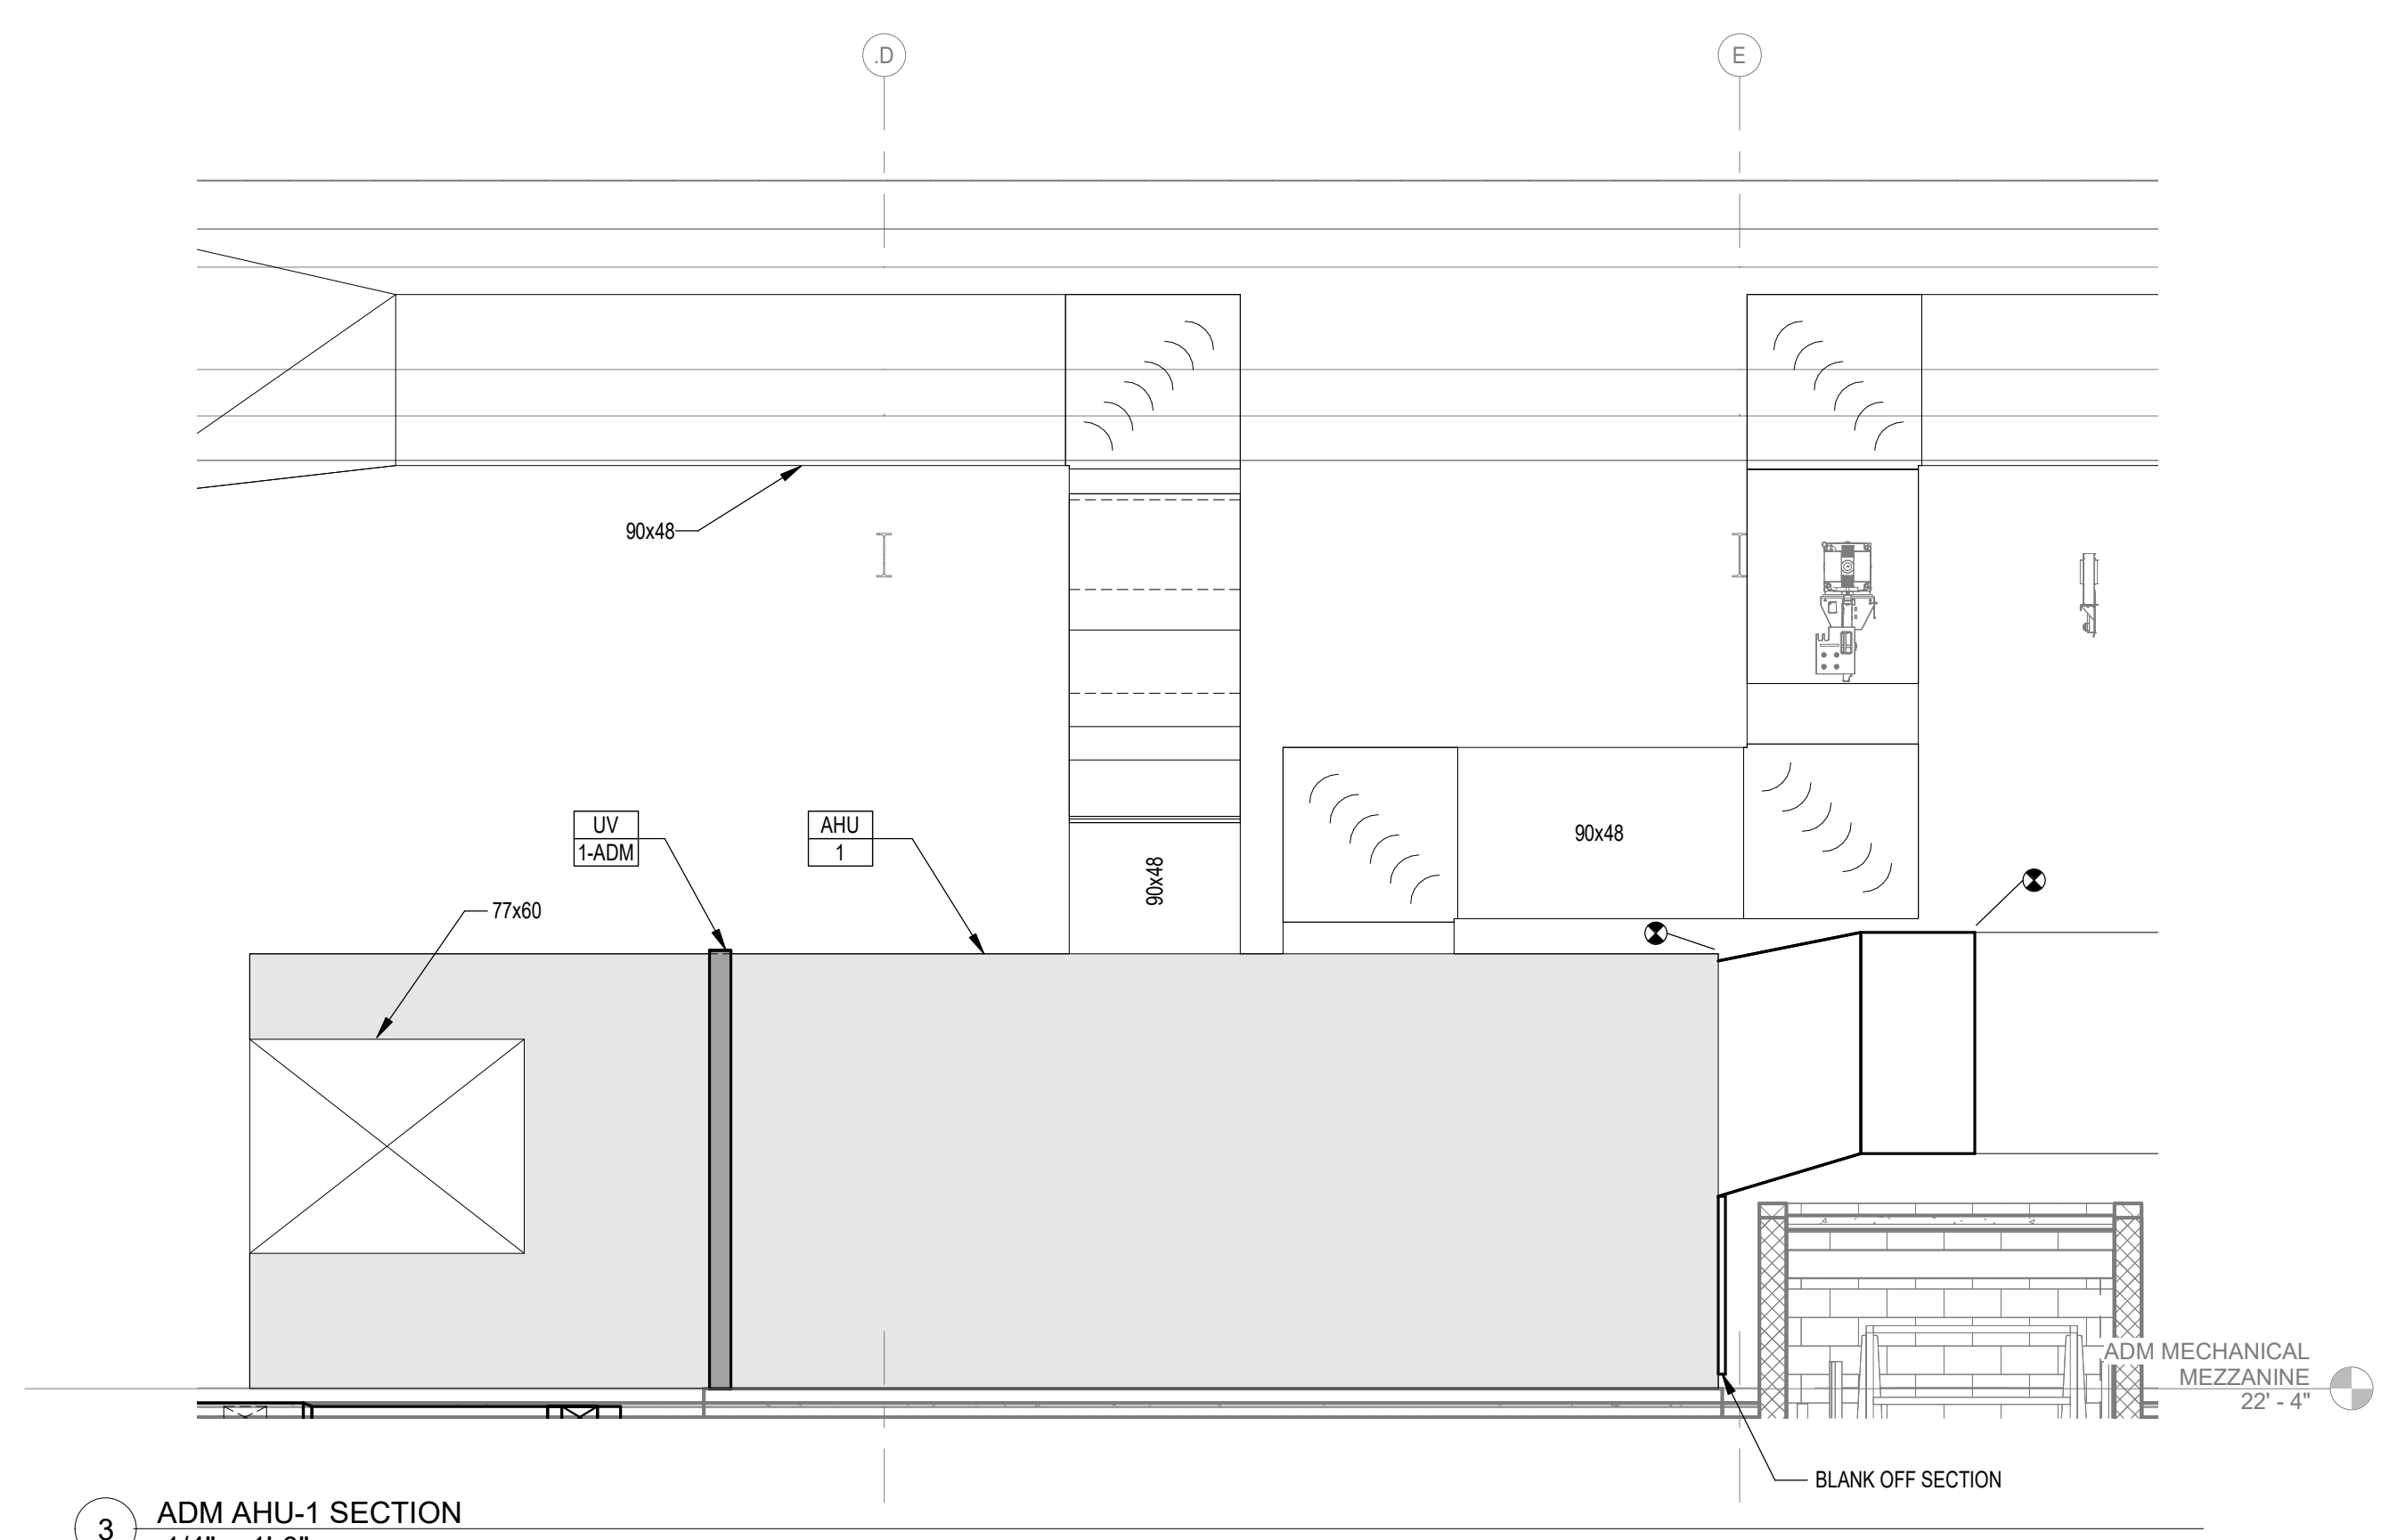 .D
E
90x48
UV
1-ADM
AHU
1
90x48
90x48
77x60
ADM MECHANICAL
MEZZANINE
22' - 4"
BLANK OFF SECTION
3
ADM AHU-1 SECTION